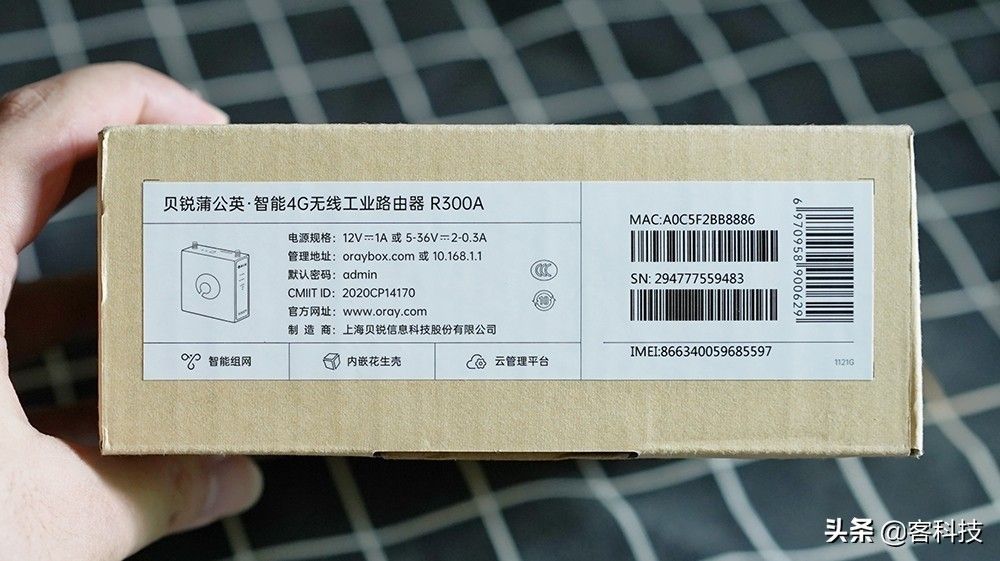 贝锐蒲公英·智能4G无线工业路由器 R300A
电源规格: 12V⎓1A 或 5-36V⎓2-0.3A
管理地址: oraybox.com 或 10.168.1.1
默认密码: admin
CMIIT ID: 2020CP14170
官方网址: www.oray.com
制 造 商: 上海贝锐信息科技股份有限公司
CCC
10
智能组网
内嵌花生壳
云管理平台
MAC:A0C5F2BB8886
SN: 294777559483
IMEI:866340059685597
6970958900629
1121G
头条 @客科技